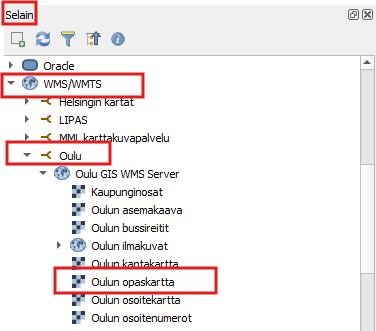 Selain
Oracle
WMS/WMTS
Helsingin kartat
LIPAS
MML karttakuvapalvelu
Oulu
Oulu GIS WMS Server
Kaupunginosat
Oulun asemakaava
Oulun bussireitit
Oulun ilmakuvat
Oulun kantakartta
Oulun opaskartta
Oulun osoitekartta
Oulun osoitenumerot